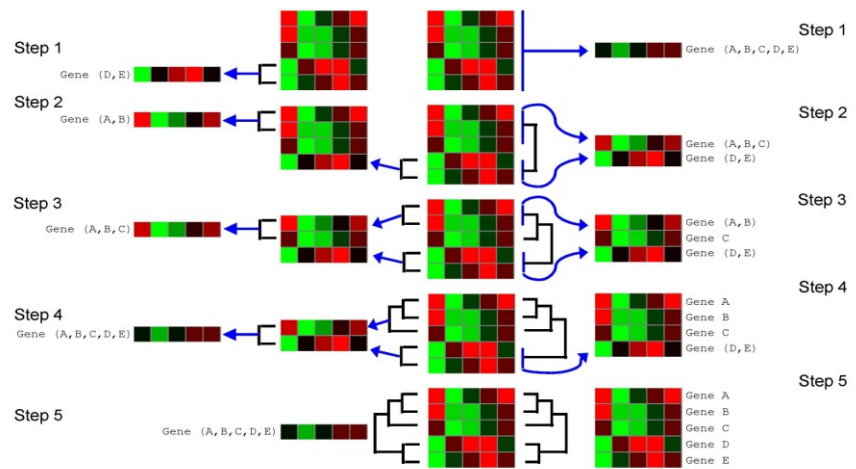 Step 1
Step 1
Gene (A,B,C,D,E)
Gene (D,E)
Step 2
Step 2
Gene (A,B)
Gene (A,B,C)
Gene (D,E)
Step 3
Step 3
Gene (A,B)
Gene (A,B,C)
Gene C
Gene (D,E)
Step 4
Gene A
Step 4
Gene B
Gene (A,B,C,D,E)
Gene C
Gene (D,E)
Step 5
Gene A
Step 5
Gene B
Gene (A,B,C,D,E)
Gene C
Gene D
Gene E